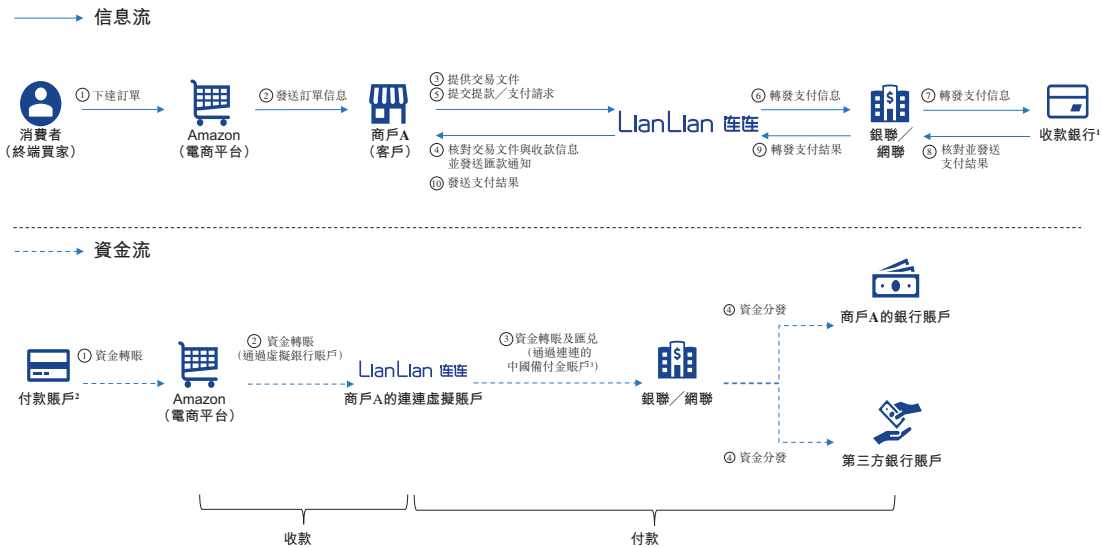 信息流
①下達訂單
②發送訂單信息
③提供交易文件
⑤提交提款／支付請求
⑥轉發支付信息
⑦轉發支付信息
LianLian 连连
消費者
（終端買家）
Amazon
（電商平台）
商戶A
（客戶）
④核對交易文件與收款信息
並發送匯款通知
⑩發送支付結果
⑨轉發支付結果
銀聯／
網聯
⑧核對並發送
支付結果
收款銀行¹
資金流
①資金轉賬
②資金轉賬
（通過虛擬銀行賬戶）
③資金轉賬及匯兌
（通過連連的
中國備付金賬戶³）
④資金分發
商戶A的銀行賬戶
付款賬戶²
Amazon
（電商平台）
LianLian 连连
商戶A的連連虛擬賬戶
銀聯／網聯
④資金分發
第三方銀行賬戶
收款
付款